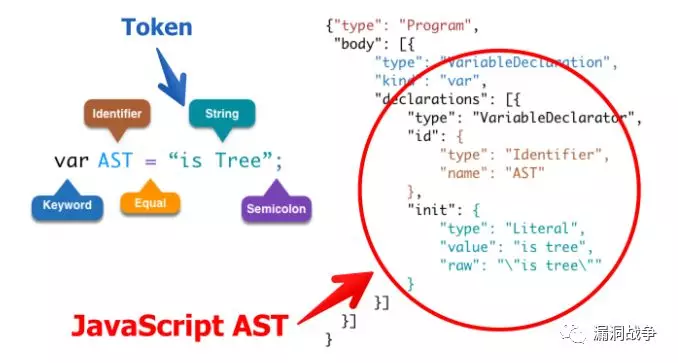 Token
Identifier
String
var AST = “is Tree”;
Keyword
Equal
Semicolon
JavaScript AST
{"type": "Program",
"body": [{
"type": "VariableDeclaration",
"kind": "var",
"declarations": [{
"type": "VariableDeclarator",
"id": {
"type": "Identifier",
"name": "AST"
},
"init": {
"type": "Literal",
"value": "is tree",
"raw": "\"is tree\""
}
}]
}]
}
漏洞战争